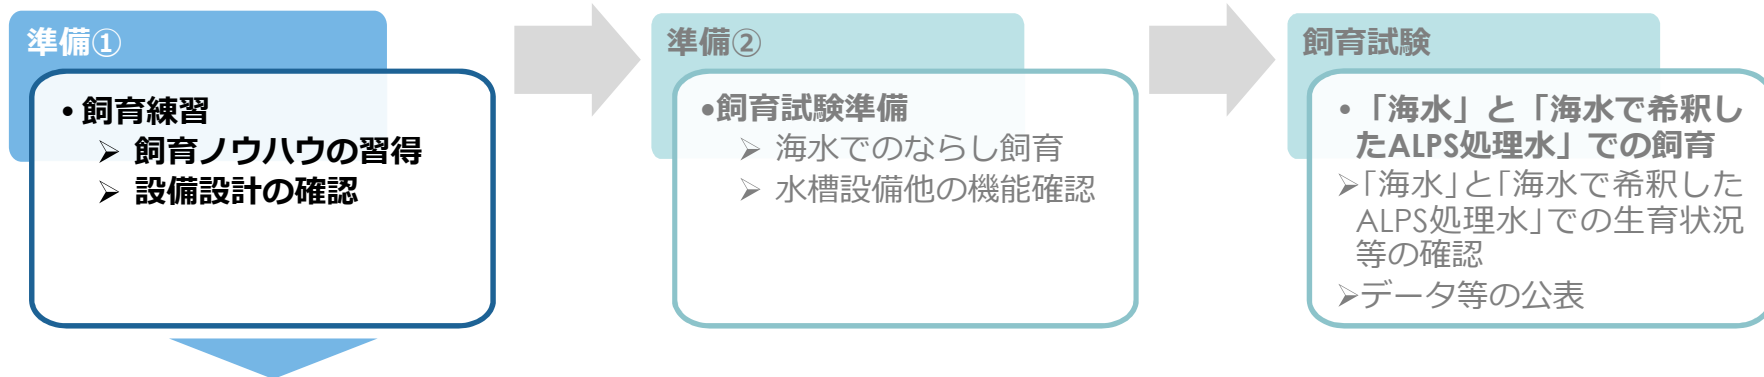 準備①
• 飼育練習
➢ 飼育ノウハウの習得
➢ 設備設計の確認
準備②
•飼育試験準備
➢ 海水でのならし飼育
➢ 水槽設備他の機能確認
飼育試験
• 「海水」と「海水で希釈し
たALPS処理水」での飼育
➢「海水」と「海水で希釈した
ALPS処理水」での生育状況
等の確認
➢データ等の公表